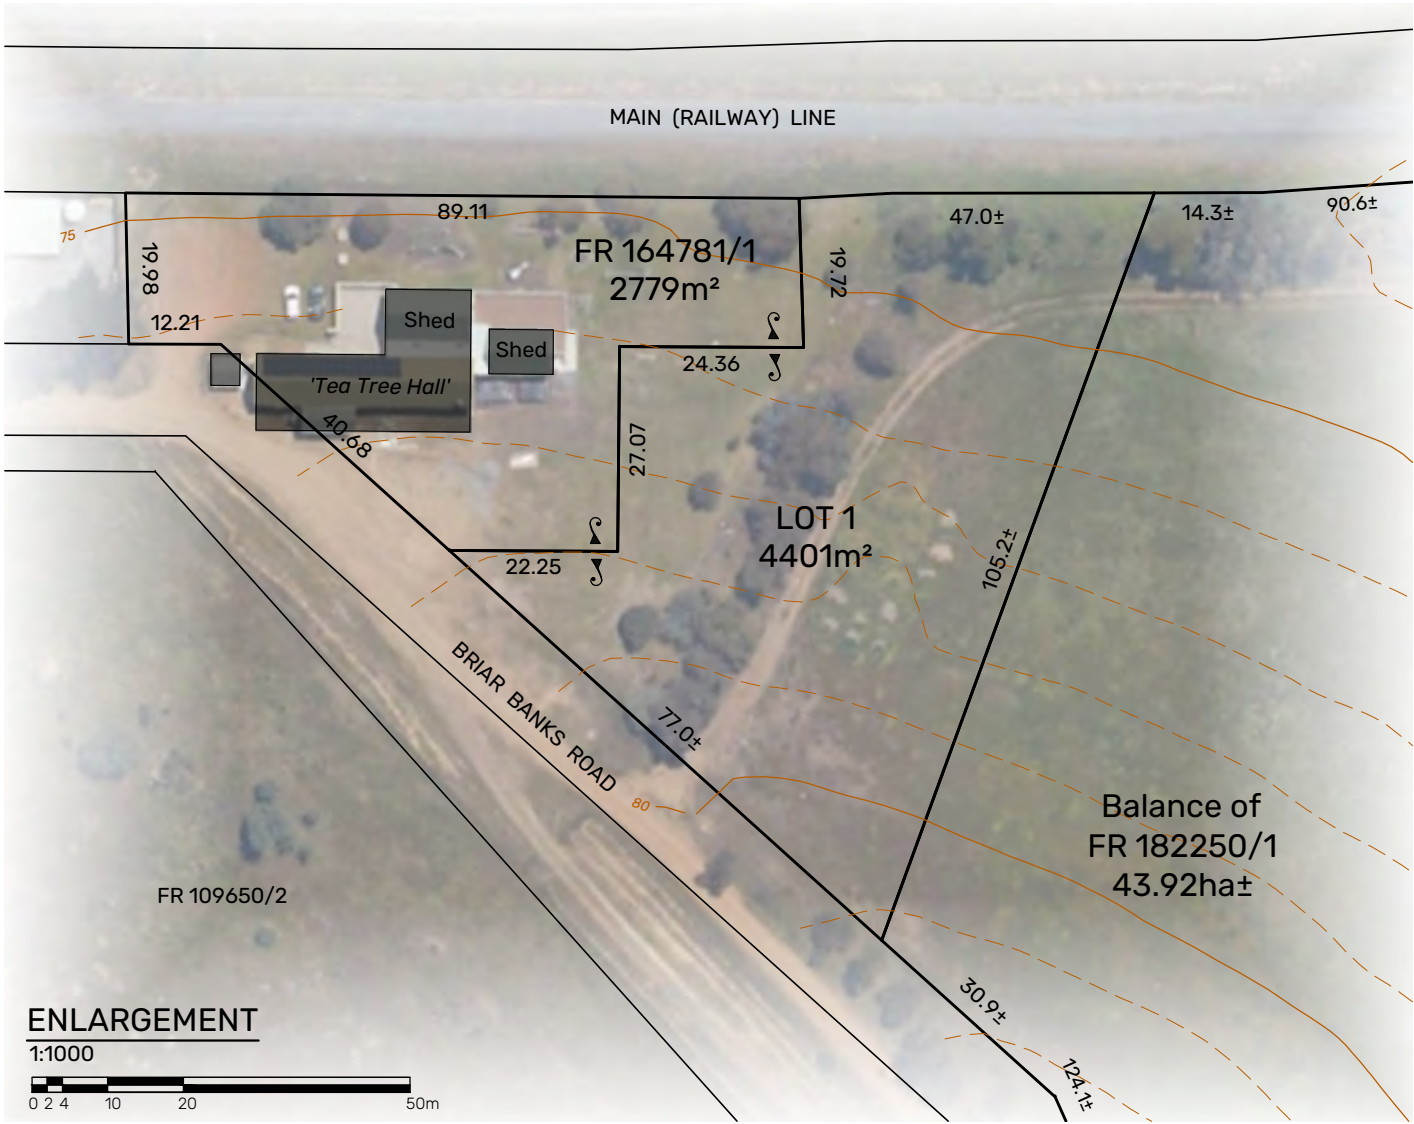 MAIN (RAILWAY) LINE
89.11
47.0±
14.3±
90.6±
75
19.98
FR 164781/1
2779m²
19.72
12.21
Shed
Shed
24.36
'Tea Tree Hall'
40.68
27.07
LOT 1
4401m²
105.2±
22.25
BRIAR BANKS ROAD
77.0±
80
Balance of
FR 182250/1
43.92ha±
FR 109650/2
30.9±
124.1±
ENLARGEMENT
1:1000
0 2 4 10 20 50m